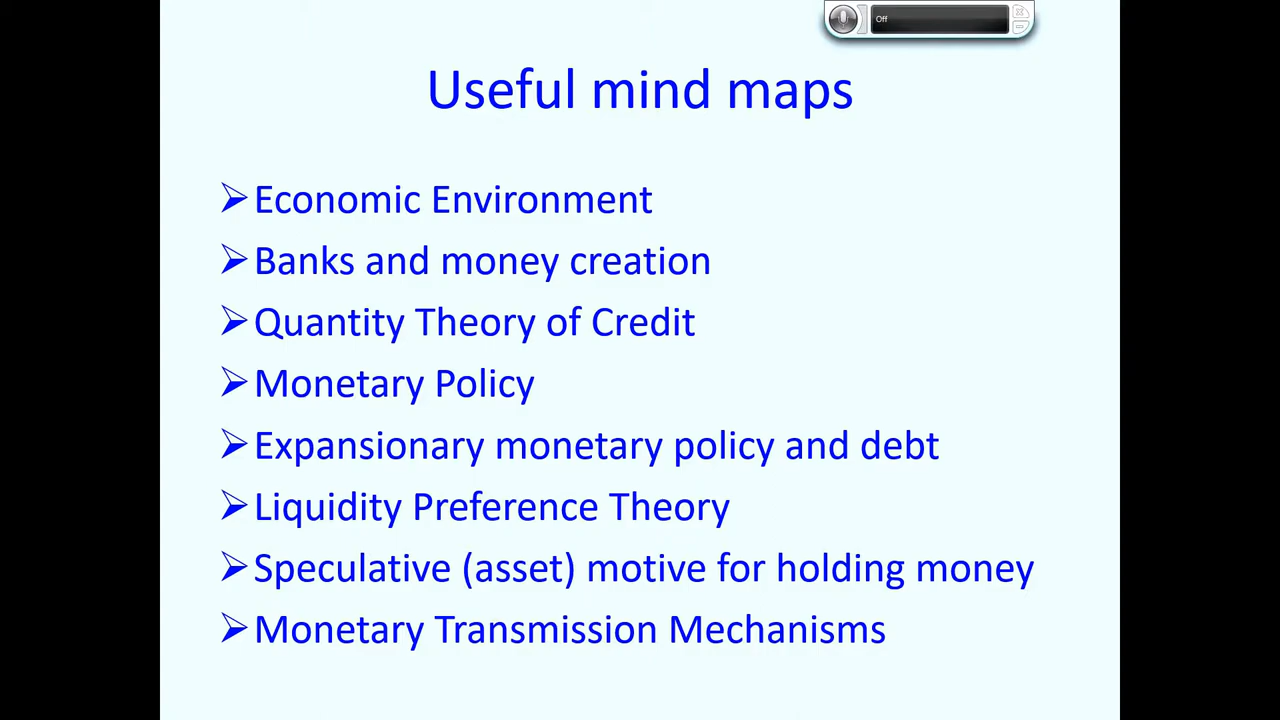 Off
Useful mind maps
➢Economic Environment
➢Banks and money creation
➢Quantity Theory of Credit
➢Monetary Policy
➢Expansionary monetary policy and debt
➢Liquidity Preference Theory
➢Speculative (asset) motive for holding money
➢Monetary Transmission Mechanisms